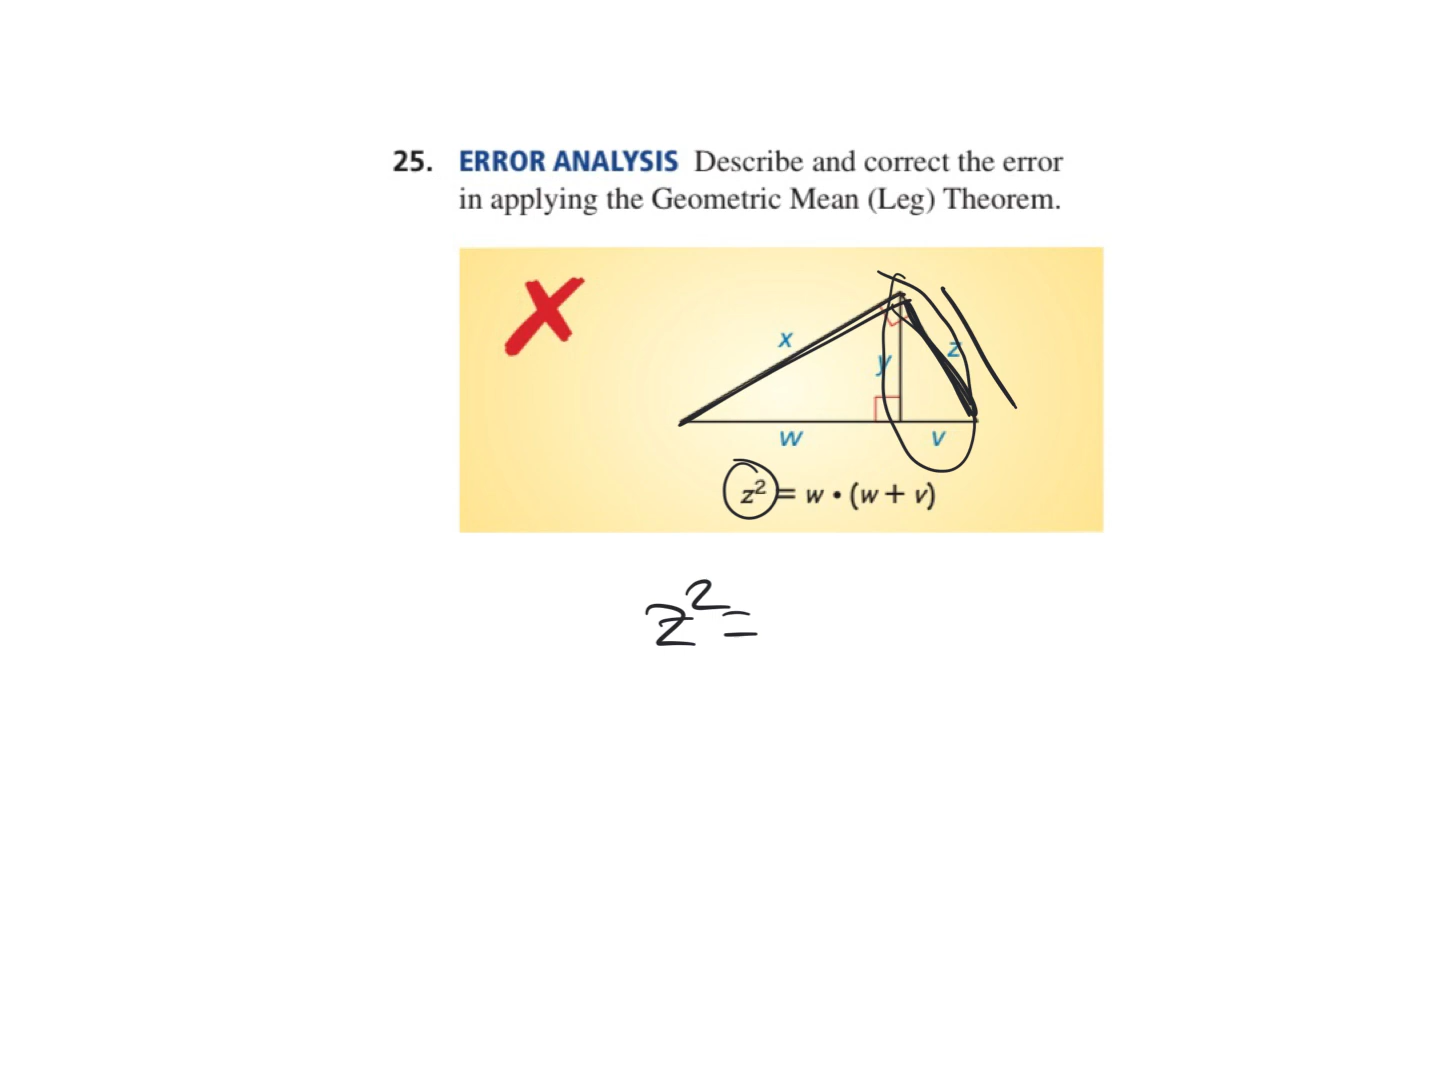 25. ERROR ANALYSIS Describe and correct the error
in applying the Geometric Mean (Leg) Theorem.
x
y
z
w
v
z² = w • (w + v)
z² =